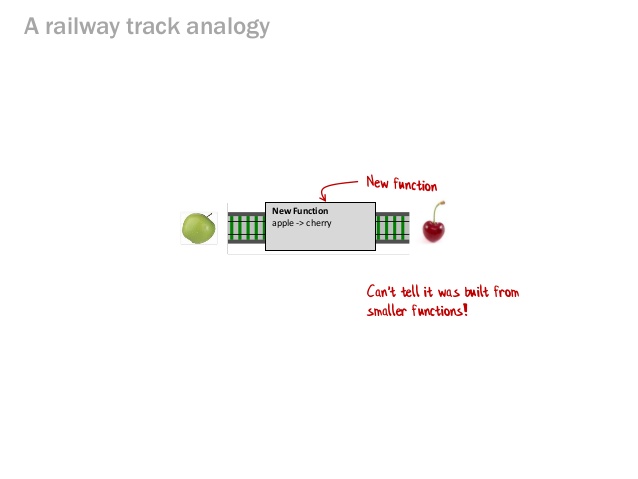 A railway track analogy
New function
New Function
apple -> cherry
Can't tell it was built from
smaller functions!